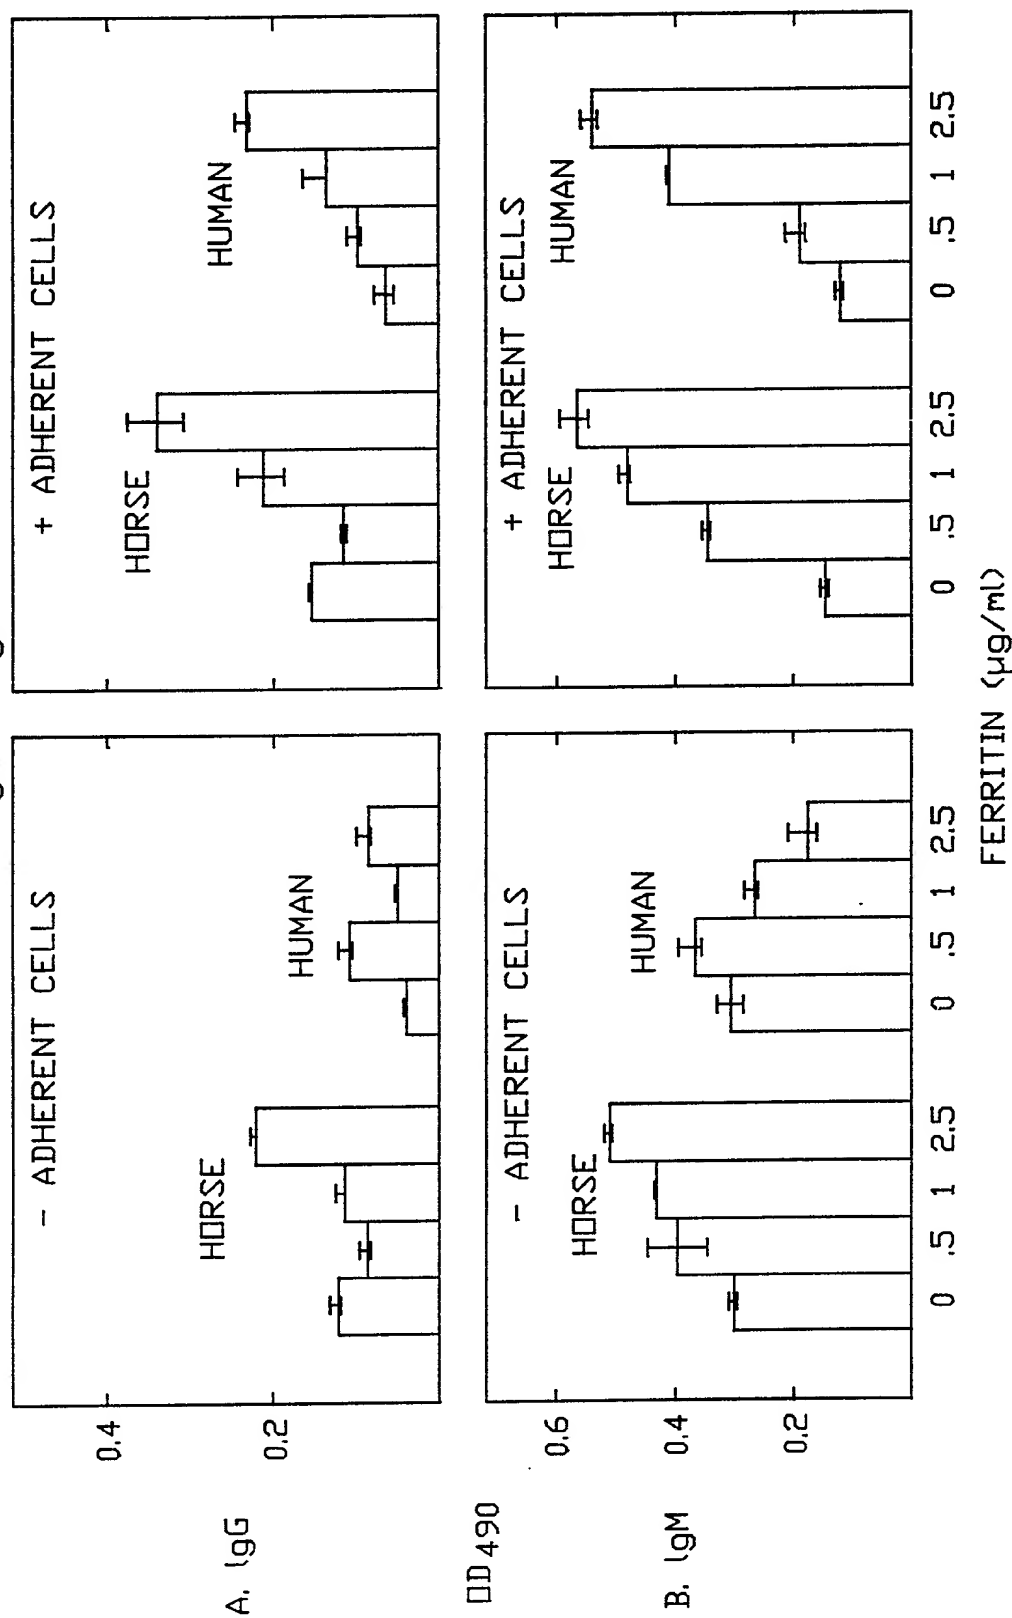 - ADHERENT CELLS
+ ADHERENT CELLS
A. IgG
0.4
0.2
HORSE
HUMAN
HORSE
HUMAN
OD490
- ADHERENT CELLS
+ ADHERENT CELLS
B. IgM
0.6
0.4
0.2
HORSE
HUMAN
HORSE
HUMAN
0 .5 1 2.5 0 .5 1 2.5 0 .5 1 2.5 0 .5 1 2.5
FERRITIN (µg/ml)